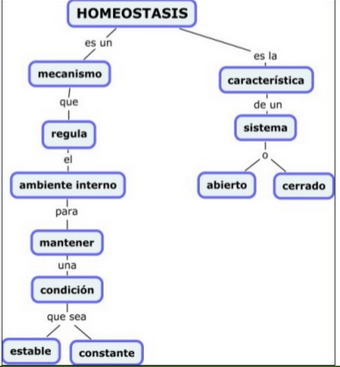 HOMEOSTASIS
es un
es la
mecanismo
característica
que
de un
regula
sistema
el
o
ambiente interno
abierto
cerrado
para
mantener
una
condición
que sea
estable
constante